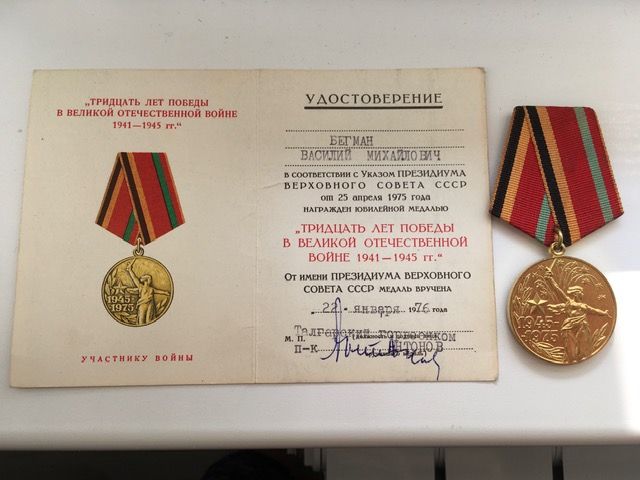 „ТРИДЦАТЬ ЛЕТ ПОБЕДЫ
В ВЕЛИКОЙ ОТЕЧЕСТВЕННОЙ ВОЙНЕ
1941—1945 гг.“
1945
1975
УЧАСТНИКУ ВОЙНЫ
УДОСТОВЕРЕНИЕ
БЕГМАН
ВАСИЛИЙ МИХАЙЛОВИЧ
в соответствии с Указом ПРЕЗИДИУМА
ВЕРХОВНОГО СОВЕТА СССР
от 25 апреля 1975 года
НАГРАЖДЕН ЮБИЛЕЙНОЙ МЕДАЛЬЮ
„ТРИДЦАТЬ ЛЕТ ПОБЕДЫ
В ВЕЛИКОЙ ОТЕЧЕСТВЕННОЙ
ВОЙНЕ 1941—1945 гг.“
От имени ПРЕЗИДИУМА ВЕРХОВНОГО
СОВЕТА СССР МЕДАЛЬ ВРУЧЕНА
22 января 1976 года
Талгарский
М. П.
П-К АНТОНОВ
1945
1975